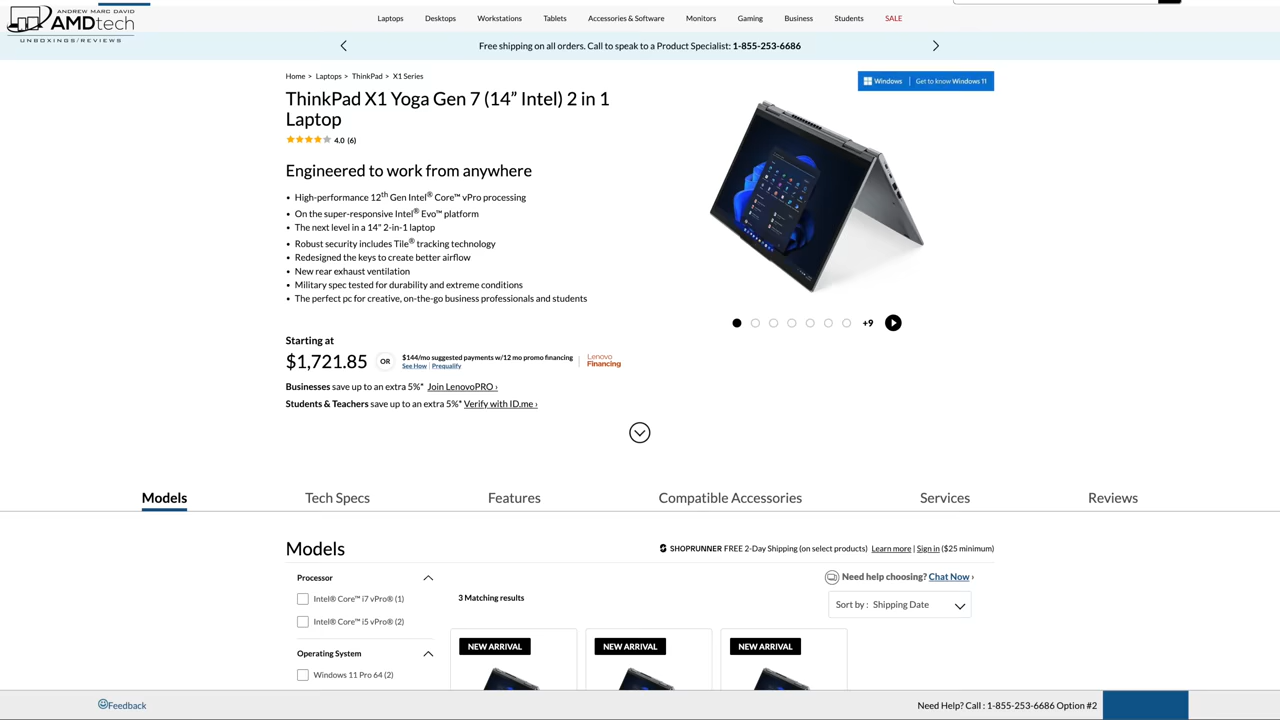 ANDREW MARC DAVID
AMDtech
UNBOXINGS/REVIEWS
Laptops Desktops Workstations Tablets Accessories & Software Monitors Gaming Business Students SALE
Free shipping on all orders. Call to speak to a Product Specialist: 1-855-253-6686
Home > Laptops > ThinkPad > X1 Series
Windows | Get to know Windows 11
ThinkPad X1 Yoga Gen 7 (14” Intel) 2 in 1
Laptop
4.0 (6)
Engineered to work from anywhere
• High-performance 12th Gen Intel® Core™ vPro processing
• On the super-responsive Intel® Evo™ platform
• The next level in a 14" 2-in-1 laptop
• Robust security includes Tile® tracking technology
• Redesigned the keys to create better airflow
• New rear exhaust ventilation
• Military spec tested for durability and extreme conditions
• The perfect pc for creative, on-the-go business professionals and students
+9
Starting at
$1,721.85 OR $144/mo suggested payments w/12 mo promo financing
See How | Prequalify
Lenovo
Financing
Businesses save up to an extra 5%* Join LenovoPRO ›
Students & Teachers save up to an extra 5%* Verify with ID.me ›
Models Tech Specs Features Compatible Accessories Services Reviews
Models
SHOPRUNNER FREE 2-Day Shipping (on select products) Learn more | Sign in ($25 minimum)
Need help choosing? Chat Now ›
Processor
Intel® Core™ i7 vPro® (1)
Intel® Core™ i5 vPro® (2)
3 Matching results
Sort by : Shipping Date
Operating System
Windows 11 Pro 64 (2)
NEW ARRIVAL NEW ARRIVAL NEW ARRIVAL
Feedback
Need Help? Call : 1-855-253-6686 Option #2